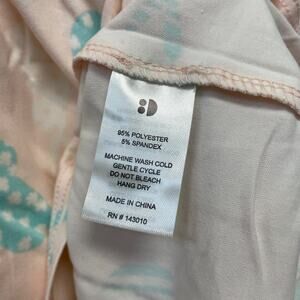 95% POLYESTER
5% SPANDEX
MACHINE WASH COLD
GENTLE CYCLE
DO NOT BLEACH
HANG DRY
MADE IN CHINA
RN # 143010